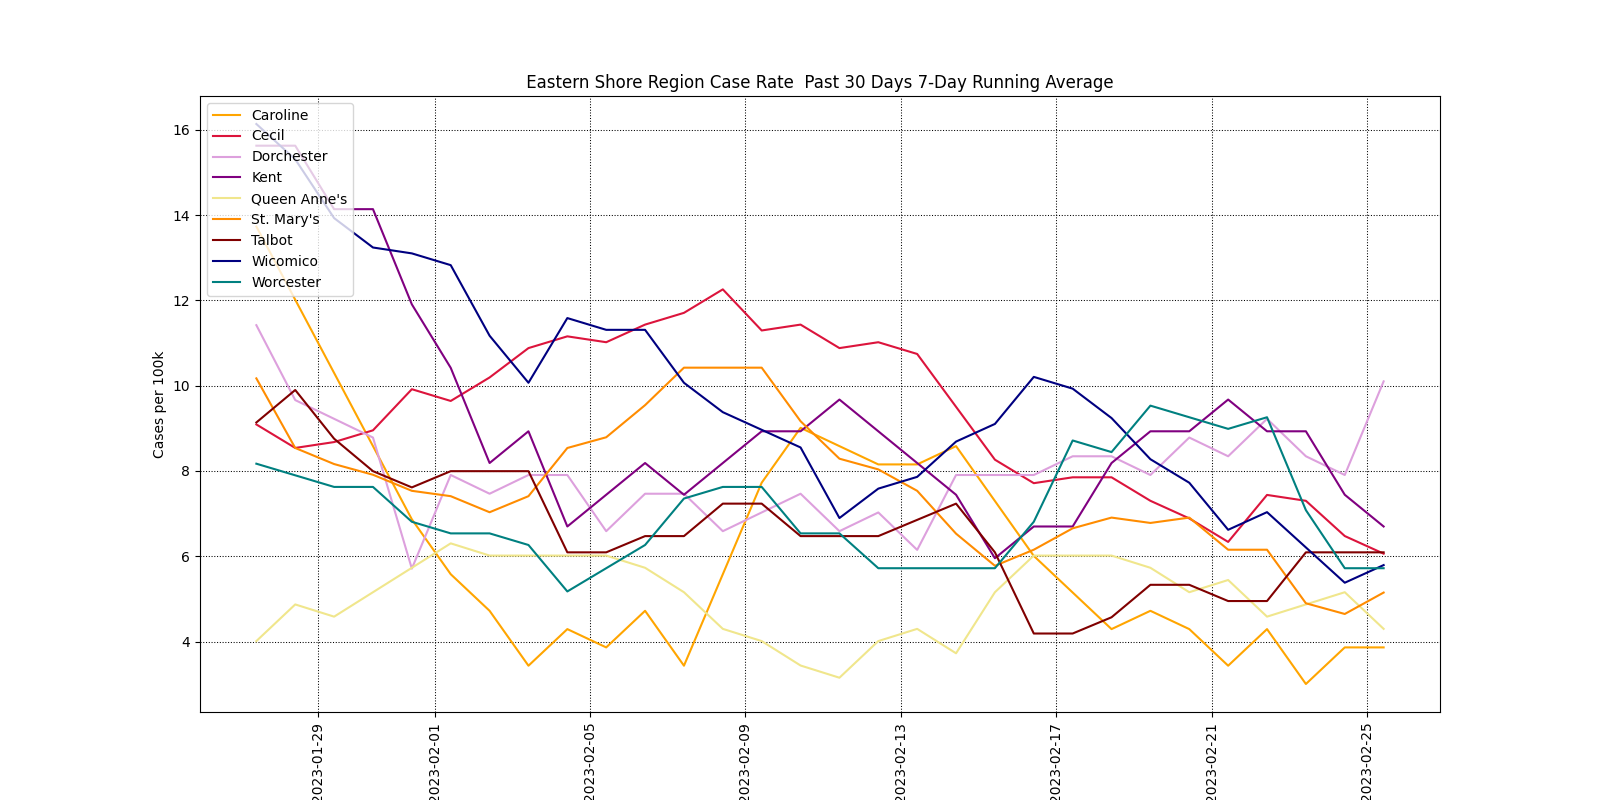 Eastern Shore Region Case Rate  Past 30 Days 7-Day Running Average
Caroline
Cecil
Dorchester
Kent
Queen Anne's
St. Mary's
Talbot
Wicomico
Worcester
Cases per 100k
16
14
12
10
8
6
4
2023-01-29
2023-02-01
2023-02-05
2023-02-09
2023-02-13
2023-02-17
2023-02-21
2023-02-25